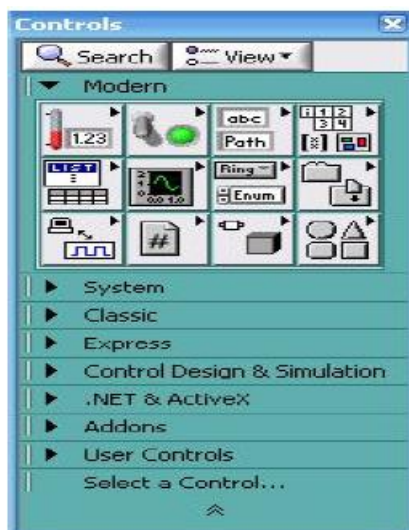 Controls
Search View
Modern
1.23 abc Path 1 2 3 4
LIST Ring Enum
#
System
Classic
Express
Control Design & Simulation
.NET & ActiveX
Addons
User Controls
Select a Control...